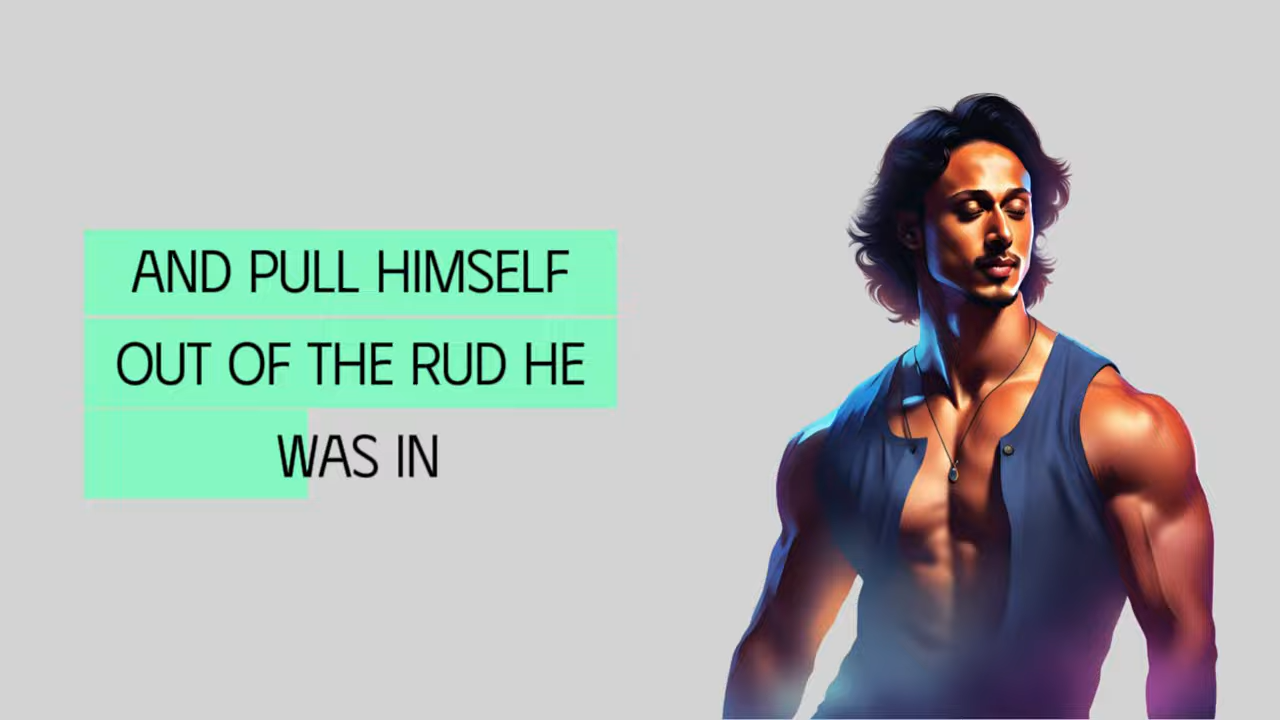 AND PULL HIMSELF
OUT OF THE RUD HE
WAS IN